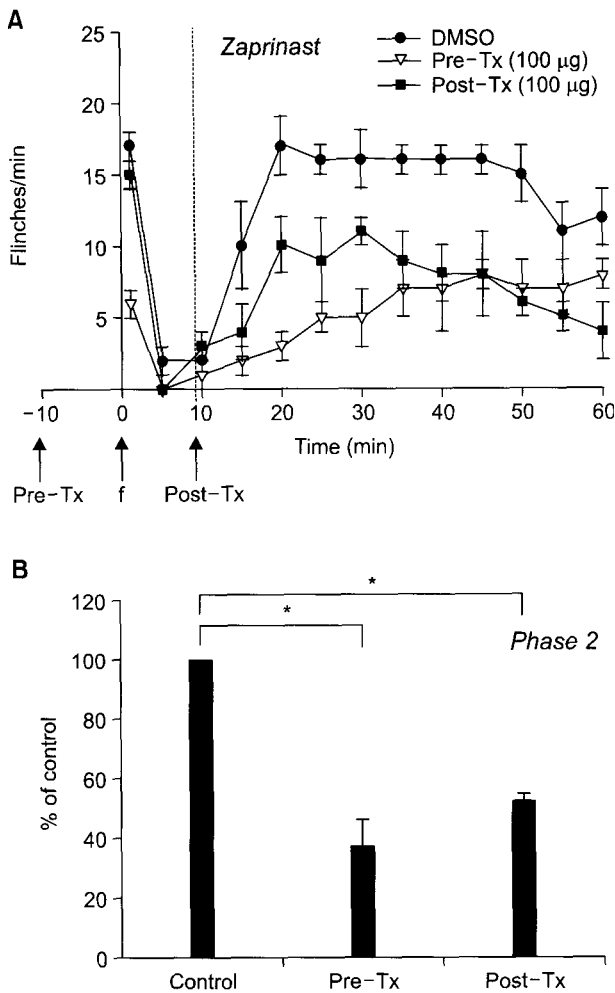 A
Zaprinast
DMSO
Pre-Tx (100 μg)
Post-Tx (100 μg)
Flinches/min
25
20
15
10
5
-10 0 10 20 30 40 50 60
Time (min)
Pre-Tx f Post-Tx
B
* *
Phase 2
% of control
120
100
80
60
40
20
0
Control Pre-Tx Post-Tx